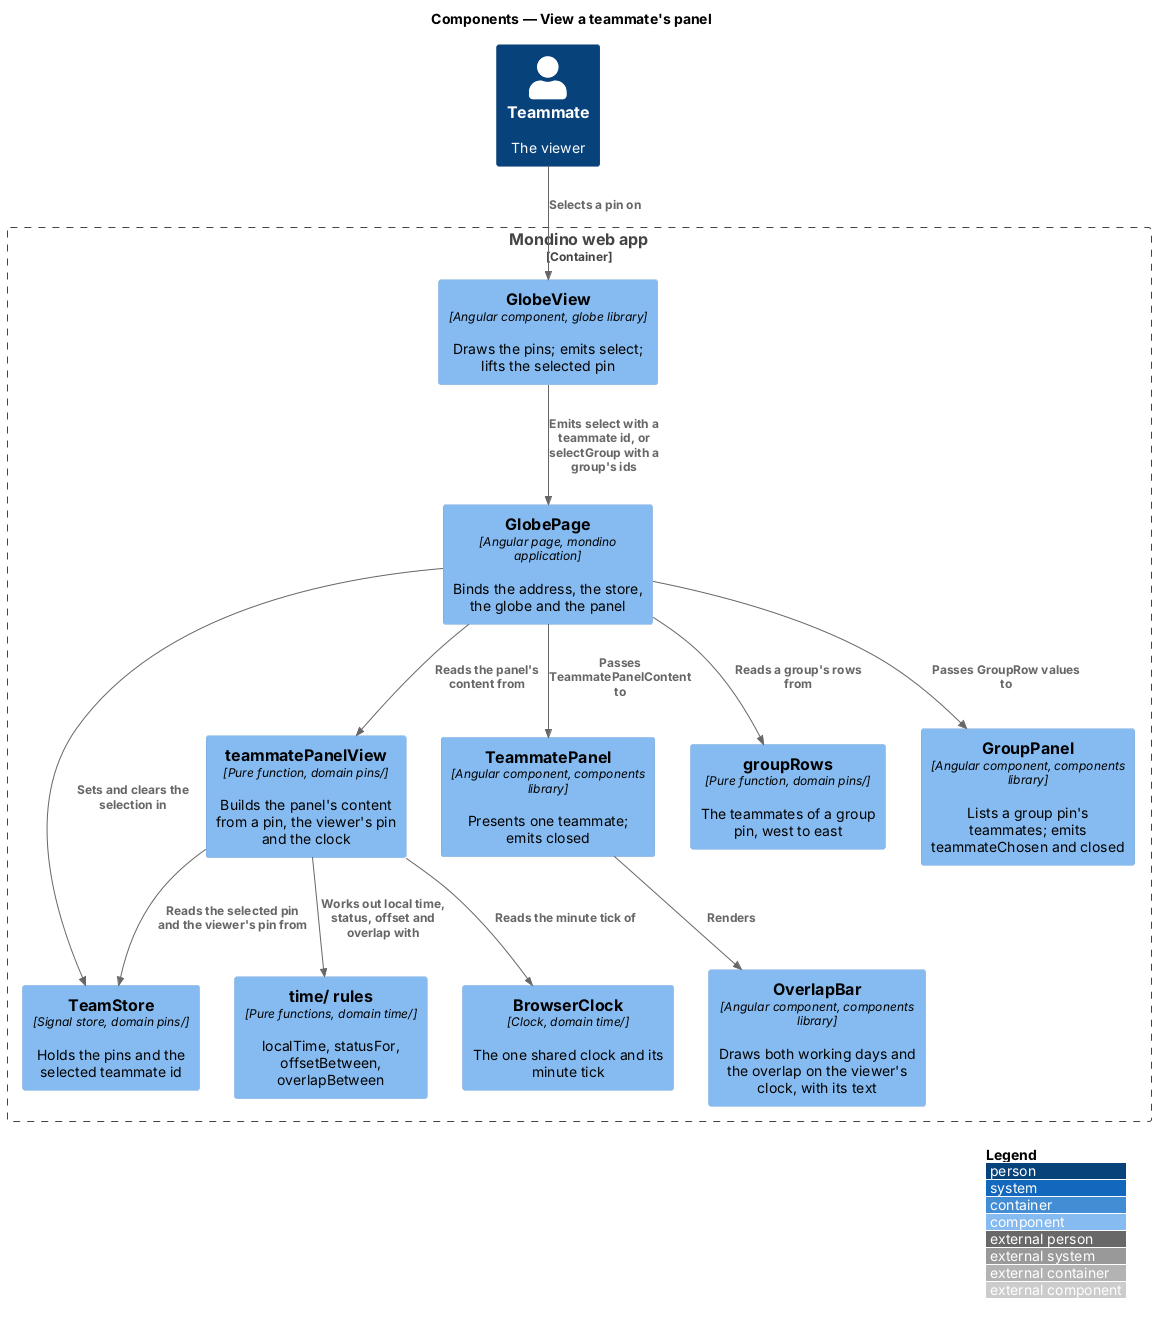 Components — View a teammate's panel
Teammate
The viewer
Selects a pin on
Mondino web app
[Container]
GlobeView
[Angular component, globe library]
Draws the pins; emits select;
lifts the selected pin
Emits select with a
teammate id, or
selectGroup with a
group's ids
GlobePage
[Angular page, mondino
application]
Binds the address, the store,
the globe and the panel
Sets and clears the
selection in
Reads the panel's
content from
Passes
TeammatePanelContent
to
Reads a group's rows
from
Passes GroupRow values
to
teammatePanelView
[Pure function, domain pins/]
Builds the panel's content
from a pin, the viewer's pin
and the clock
TeammatePanel
[Angular component, components
library]
Presents one teammate;
emits closed
groupRows
[Pure function, domain pins/]
The teammates of a group
pin, west to east
GroupPanel
[Angular component, components
library]
Lists a group pin's
teammates; emits
teammateChosen and closed
Reads the selected pin
and the viewer's pin from
Works out local time,
status, offset and
overlap with
Reads the minute tick of
Renders
TeamStore
[Signal store, domain pins/]
Holds the pins and the
selected teammate id
time/ rules
[Pure functions, domain time/]
localTime, statusFor,
offsetBetween,
overlapBetween
BrowserClock
[Clock, domain time/]
The one shared clock and its
minute tick
OverlapBar
[Angular component, components
library]
Draws both working days and
the overlap on the viewer's
clock, with its text
Legend
person
system
container
component
external person
external system
external container
external component